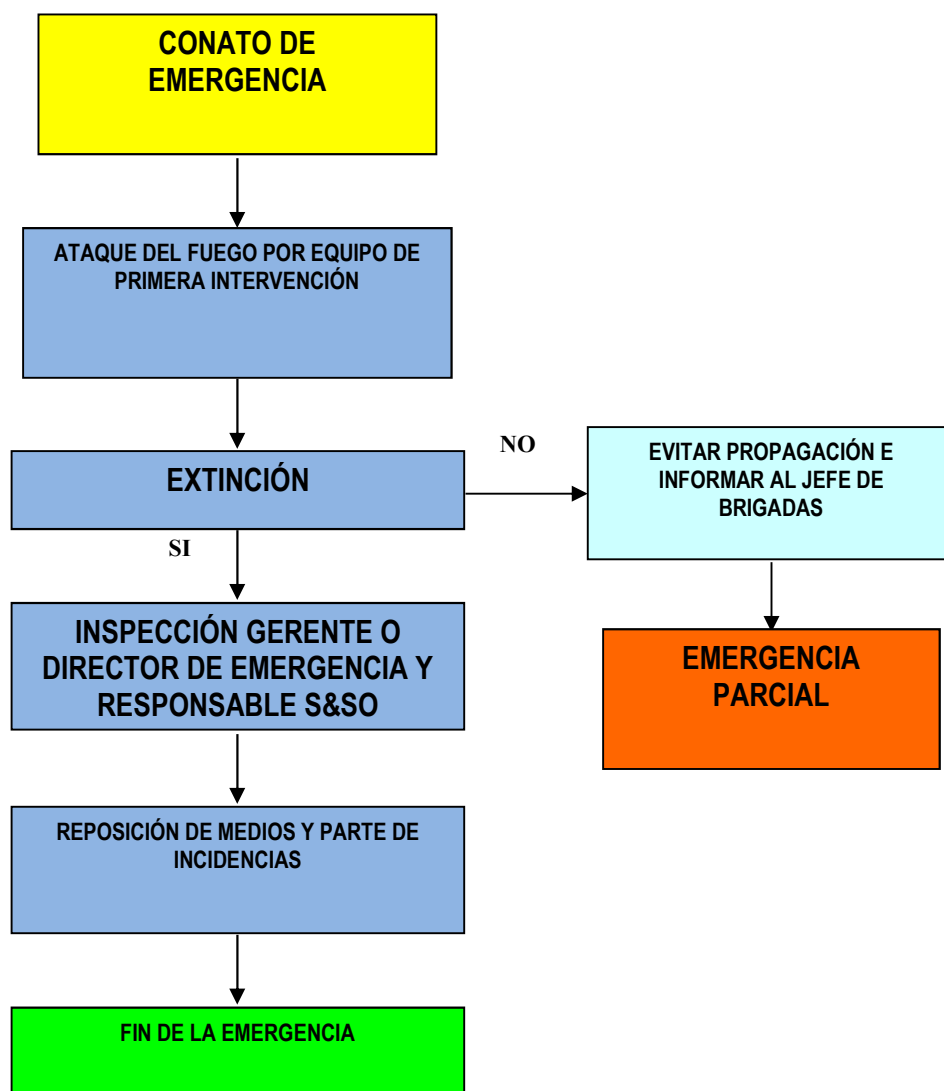 CONATO DE
EMERGENCIA
ATAQUE DEL FUEGO POR EQUIPO DE
PRIMERA INTERVENCIÓN
EXTINCIÓN
NO
EVITAR PROPAGACIÓN E
INFORMAR AL JEFE DE
BRIGADAS
SI
INSPECCIÓN GERENTE O
DIRECTOR DE EMERGENCIA Y
RESPONSABLE S&SO
EMERGENCIA
PARCIAL
REPOSICIÓN DE MEDIOS Y PARTE DE
INCIDENCIAS
FIN DE LA EMERGENCIA